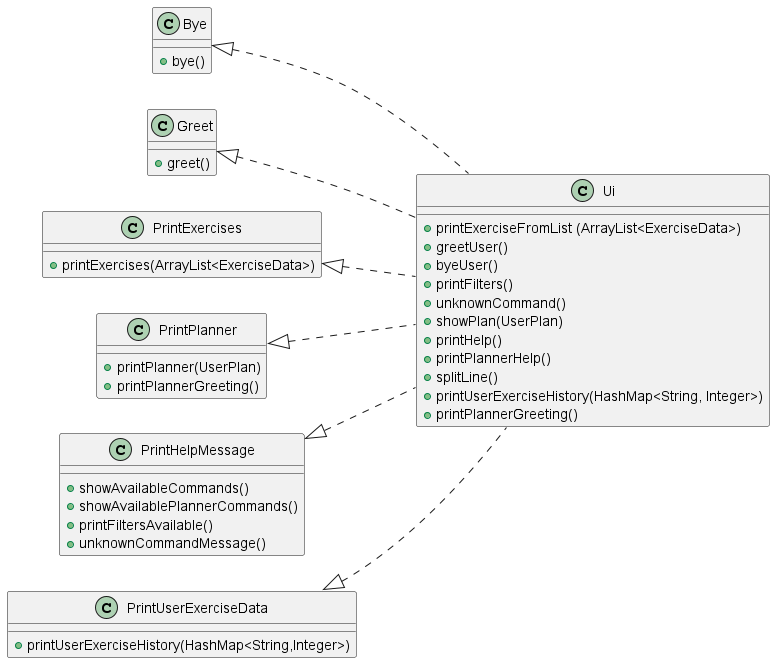 C Bye
bye()
C Greet
greet()
C PrintExercises
printExercises(ArrayList<ExerciseData>)
C PrintPlanner
printPlanner(UserPlan)
printPlannerGreeting()
C PrintHelpMessage
showAvailableCommands()
showAvailablePlannerCommands()
printFiltersAvailable()
unknownCommandMessage()
C PrintUserExerciseData
printUserExerciseHistory(HashMap<String,Integer>)
C Ui
printExerciseFromList (ArrayList<ExerciseData>)
greetUser()
byeUser()
printFilters()
unknownCommand()
showPlan(UserPlan)
printHelp()
printPlannerHelp()
splitLine()
printUserExerciseHistory(HashMap<String, Integer>)
printPlannerGreeting()